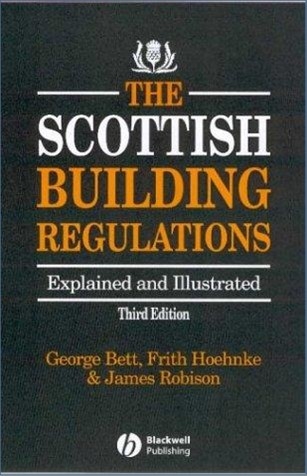 THE
SCOTTISH
BUILDING
REGULATIONS
Explained and Illustrated
Third Edition
George Bett, Frith Hoehnke
& James Robison
Blackwell
Publishing